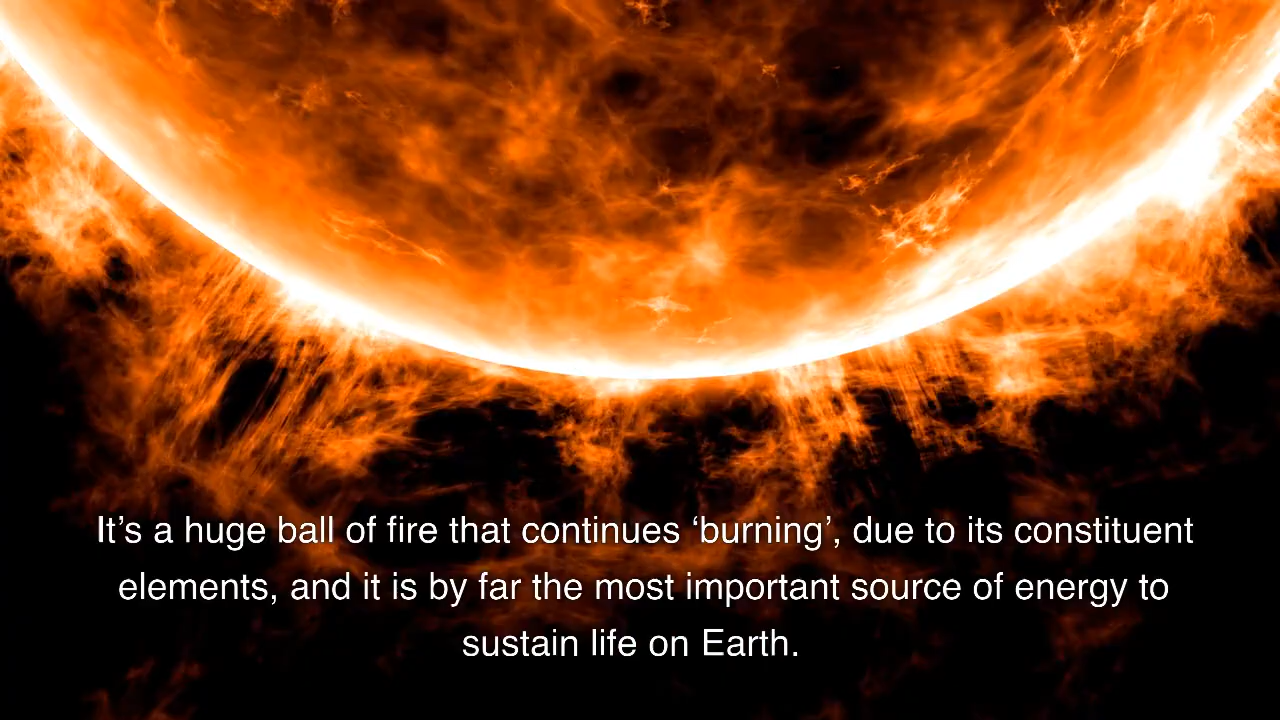 It’s a huge ball of fire that continues ‘burning’, due to its constituent
elements, and it is by far the most important source of energy to
sustain life on Earth.